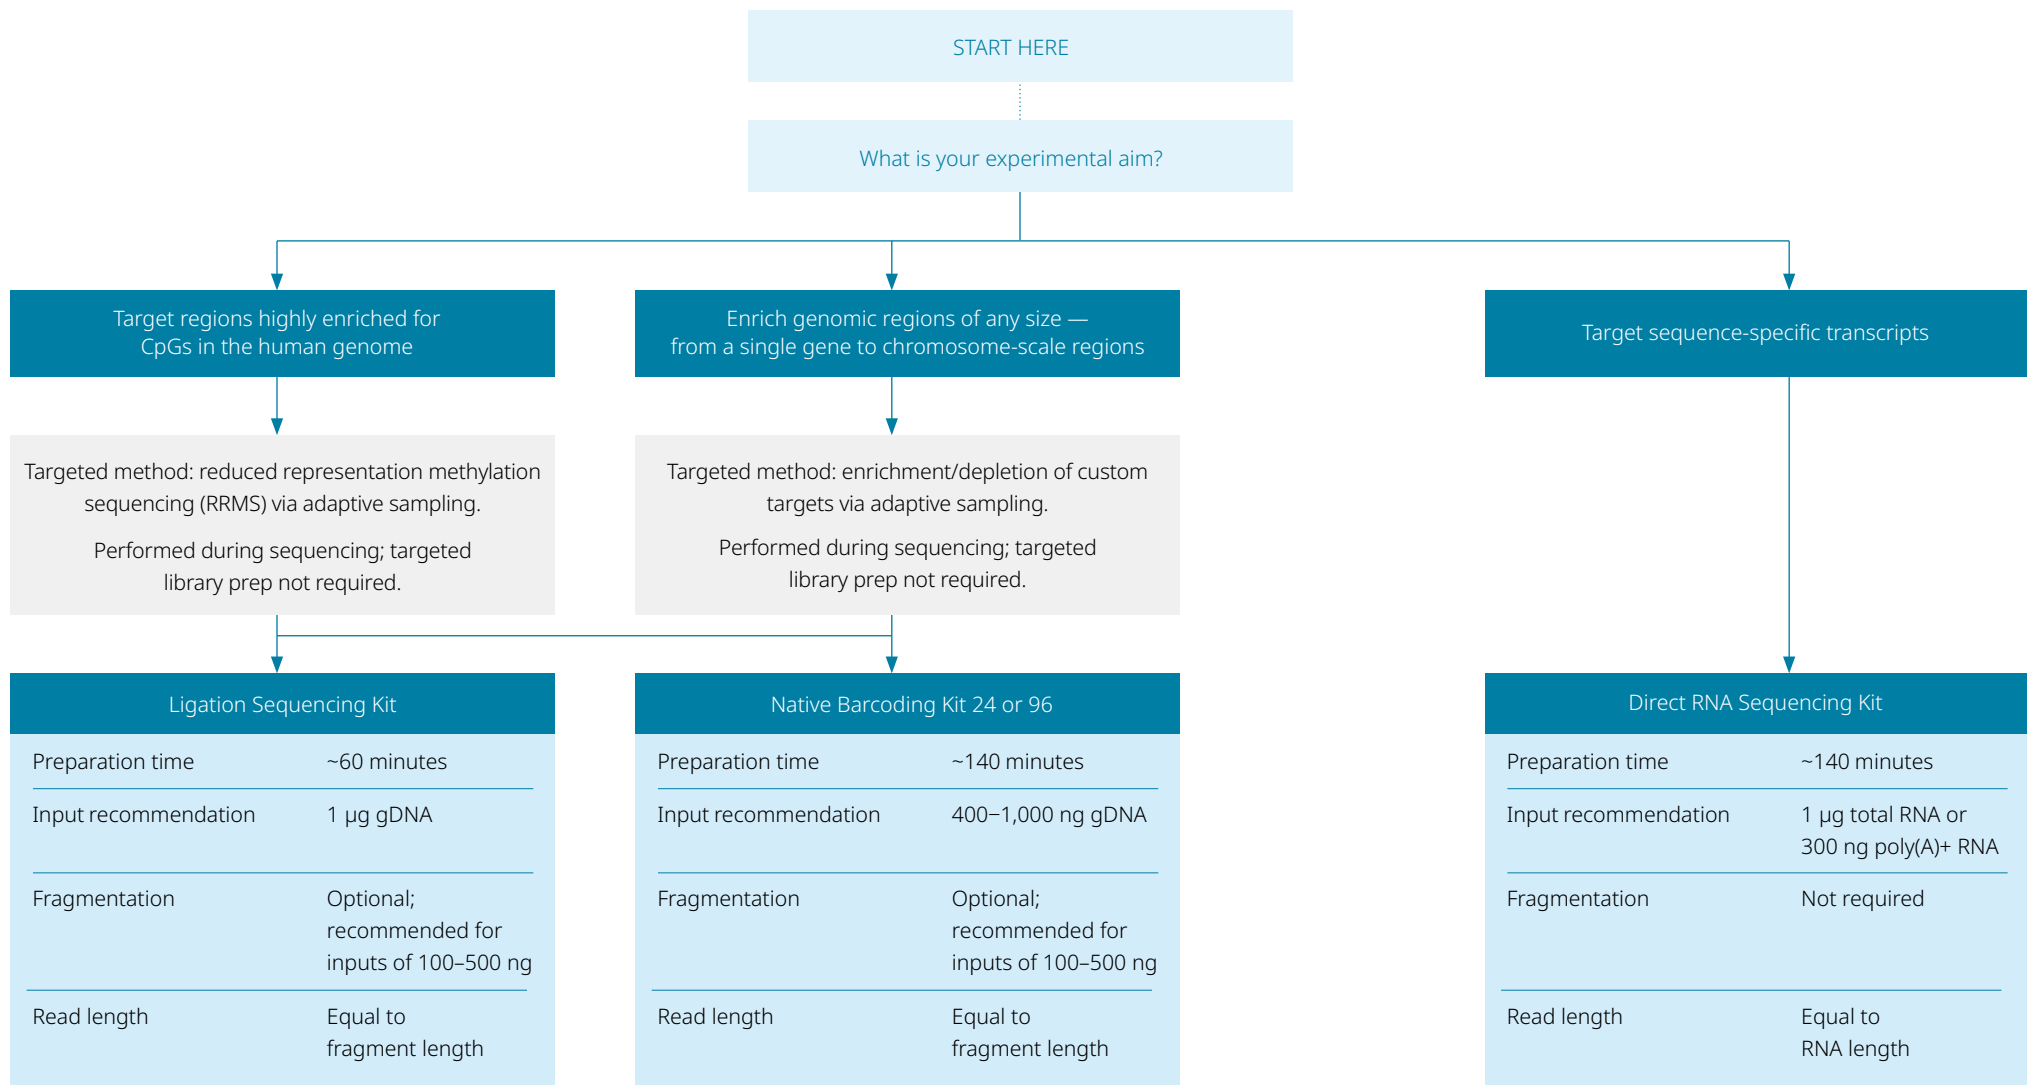 START HERE
What is your experimental aim?
Target regions highly enriched for
CpGs in the human genome
Enrich genomic regions of any size —
from a single gene to chromosome-scale regions
Target sequence-specific transcripts
Targeted method: reduced representation methylation
sequencing (RRMS) via adaptive sampling.
Performed during sequencing; targeted
library prep not required.
Targeted method: enrichment/depletion of custom
targets via adaptive sampling.
Performed during sequencing; targeted
library prep not required.
Ligation Sequencing Kit
Preparation time ~60 minutes
Input recommendation 1 µg gDNA
Fragmentation Optional;
recommended for
inputs of 100–500 ng
Read length Equal to
fragment length
Native Barcoding Kit 24 or 96
Preparation time ~140 minutes
Input recommendation 400–1,000 ng gDNA
Fragmentation Optional;
recommended for
inputs of 100–500 ng
Read length Equal to
fragment length
Direct RNA Sequencing Kit
Preparation time ~140 minutes
Input recommendation 1 µg total RNA or
300 ng poly(A)+ RNA
Fragmentation Not required
Read length Equal to
RNA length